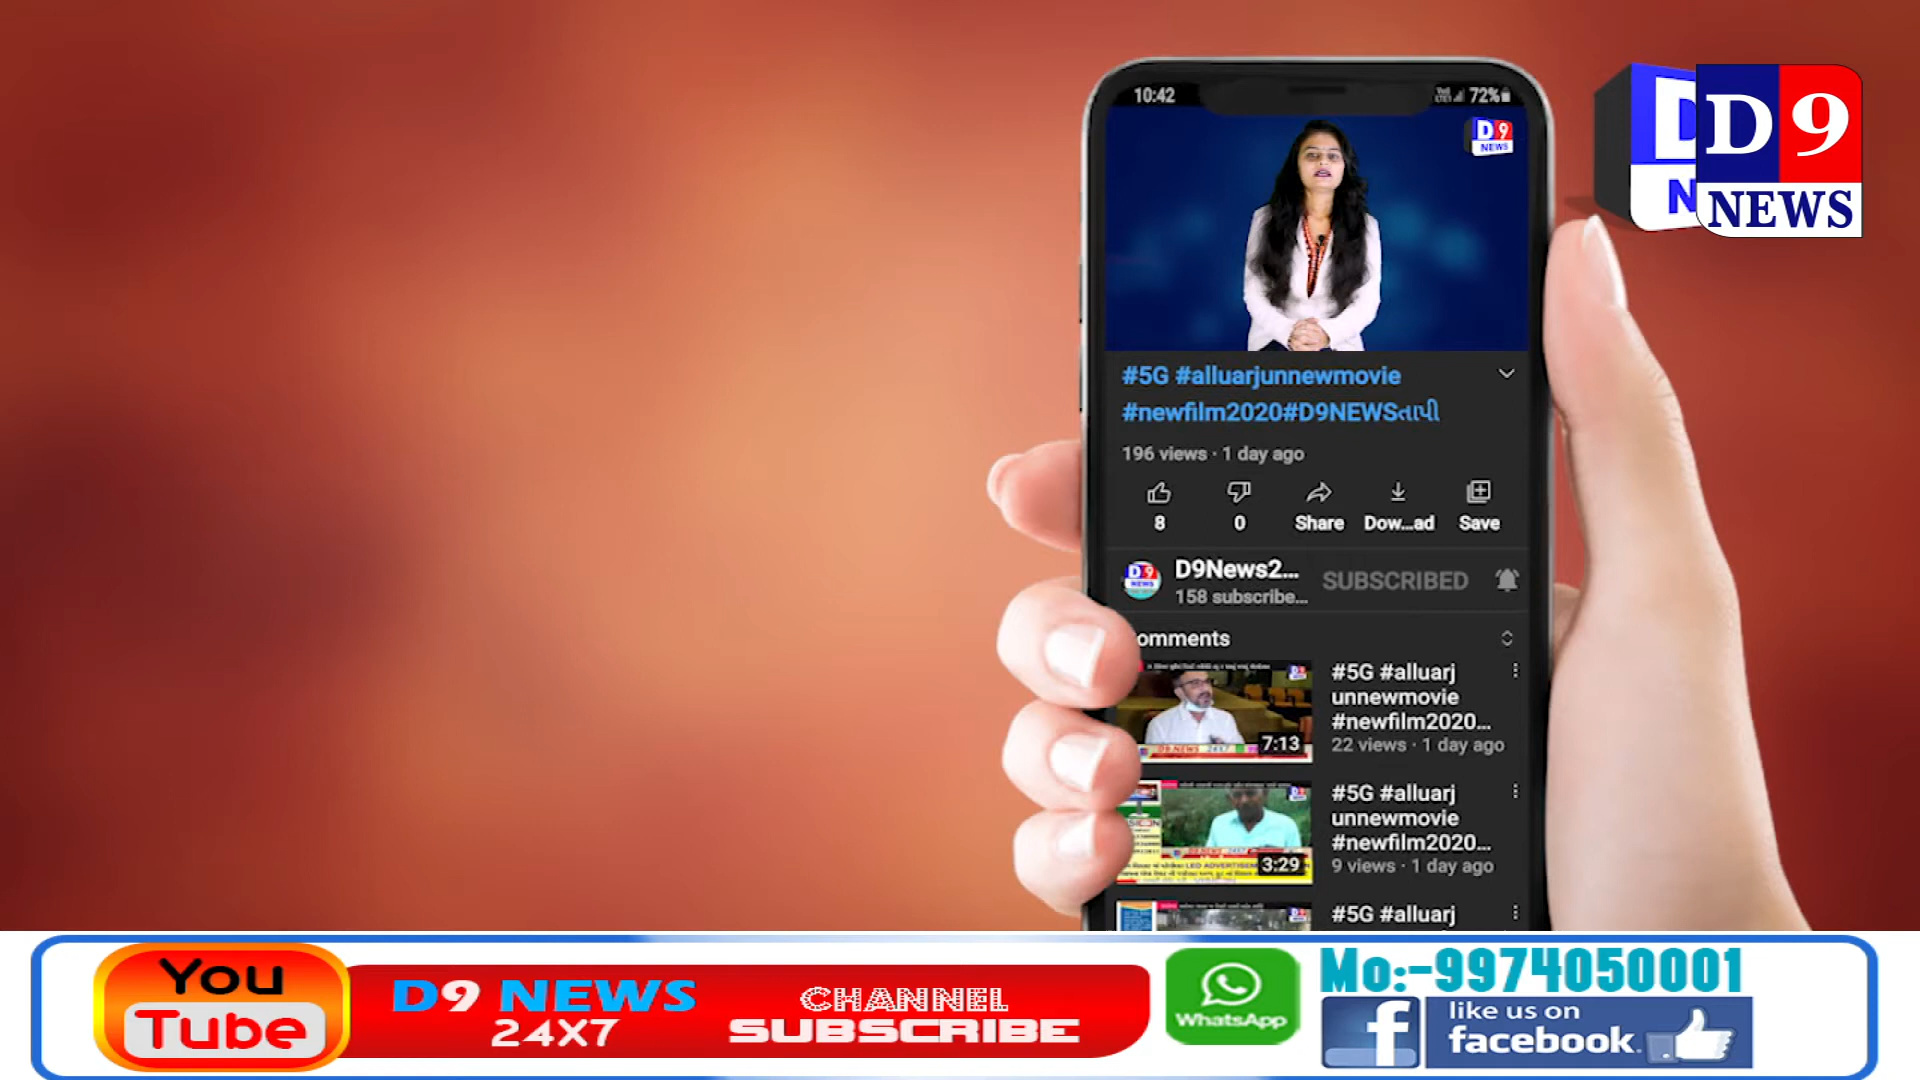 10:42
72%
D9
NEWS
D 9
NEWS
#5G #alluarjunnewmovie
#newfilm2020#D9NEWSતાપી
196 views · 1 day ago
8
0
Share
Dow...ad
Save
D9News2...
158 subscribe...
SUBSCRIBED
omments
#5G #alluarj
unnewmovie
#newfilm2020...
22 views · 1 day ago
7:13
#5G #alluarj
unnewmovie
#newfilm2020...
9 views · 1 day ago
3:29
#5G #alluarj
You
Tube
D9 NEWS
24X7
CHANNEL
SUBSCRIBE
WhatsApp
Mo:-9974050001
like us on
facebook.